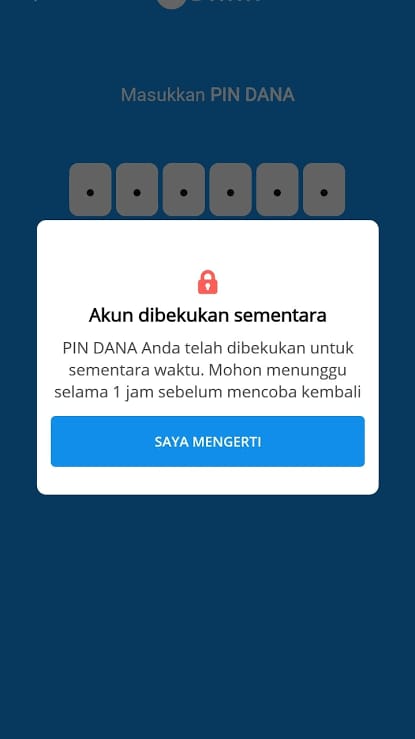 Masukkan PIN DANA
Akun dibekukan sementara
PIN DANA Anda telah dibekukan untuk
sementara waktu. Mohon menunggu
selama 1 jam sebelum mencoba kembali
SAYA MENGERTI